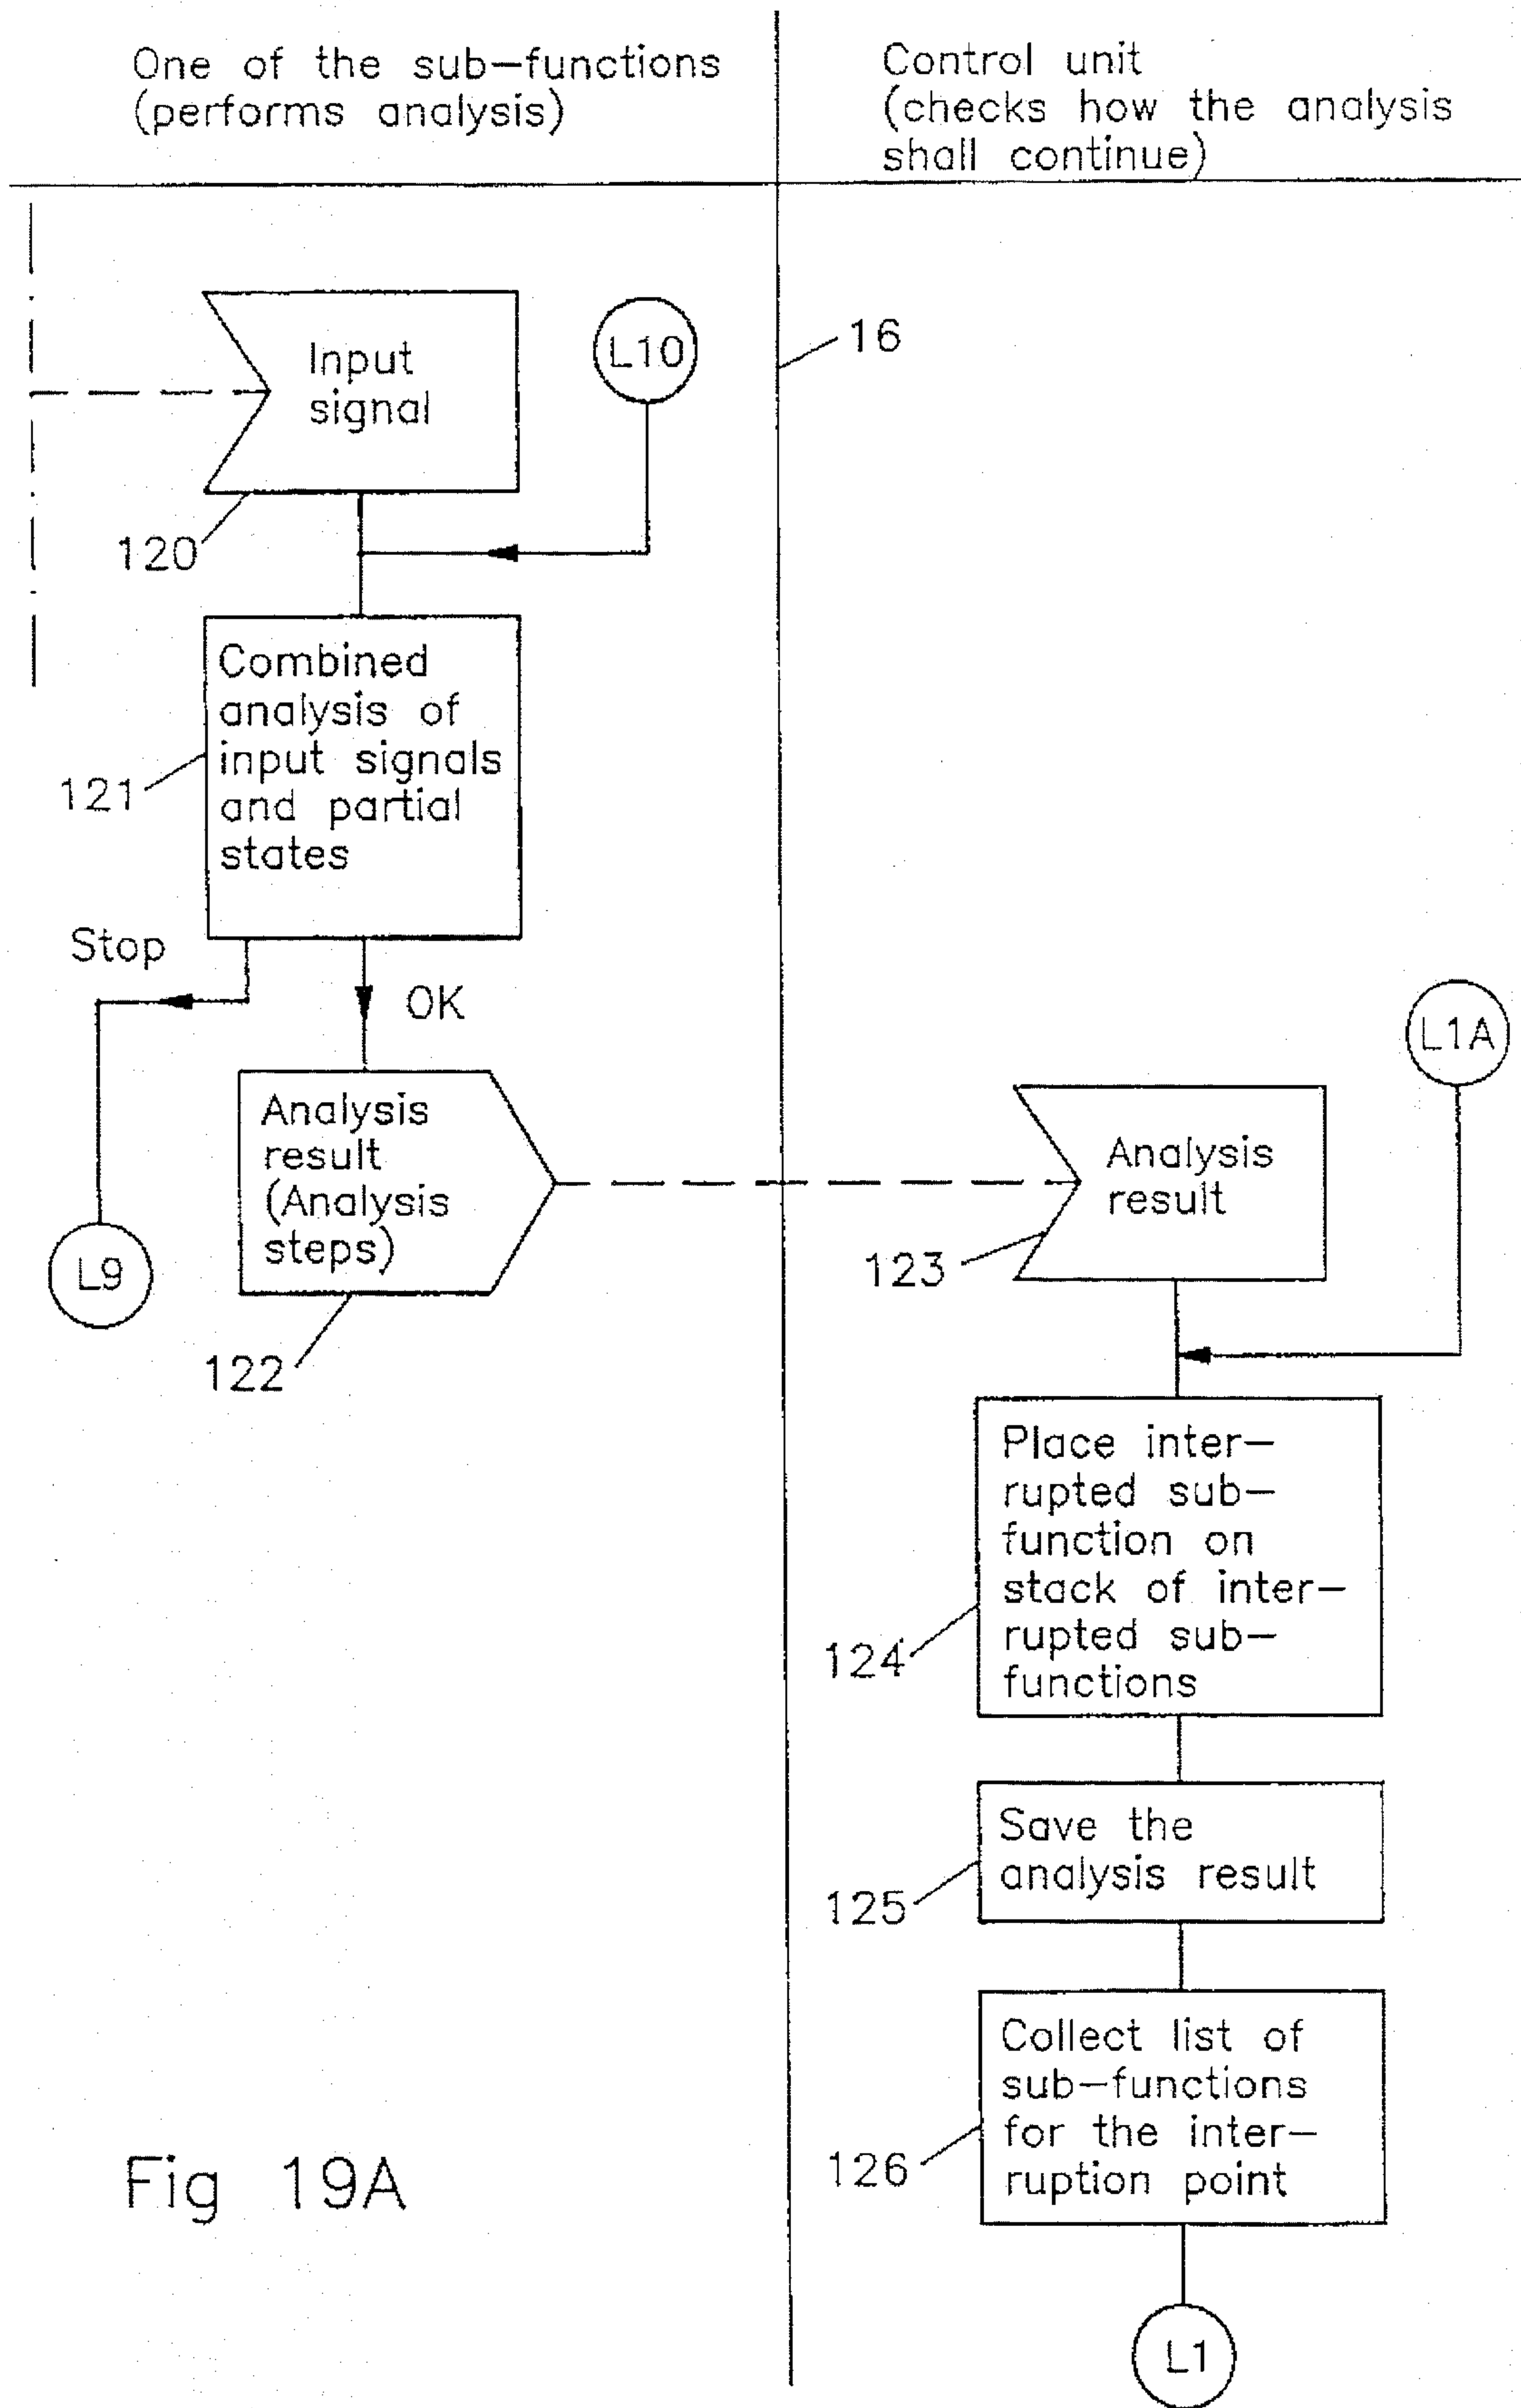 One of the sub-functions
(performs analysis)
Control unit
(checks how the analysis
shall continue)
16
Input
signal
L10
120
Combined
analysis of
input signals
and partial
states
121
Stop
OK
L9
Analysis
result
(Analysis
steps)
122
L1A
Analysis
result
123
Place inter-
rupted sub-
function on
stack of inter-
rupted sub-
functions
124
Save the
analysis result
125
Collect list of
sub-functions
for the inter-
ruption point
126
L1
Fig 19A